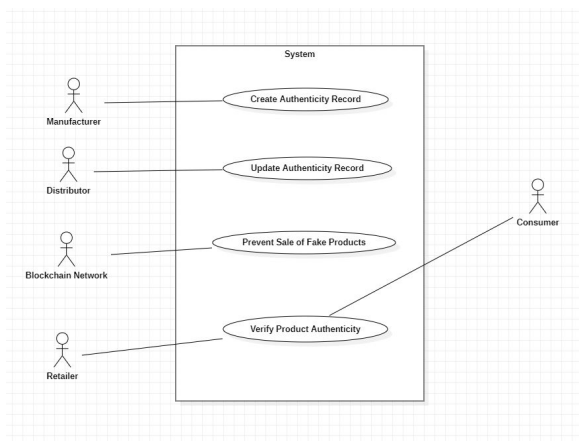 System
Create Authenticity Record
Manufacturer
Update Authenticity Record
Distributor
Consumer
Prevent Sale of Fake Products
Blockchain Network
Verify Product Authenticity
Retailer